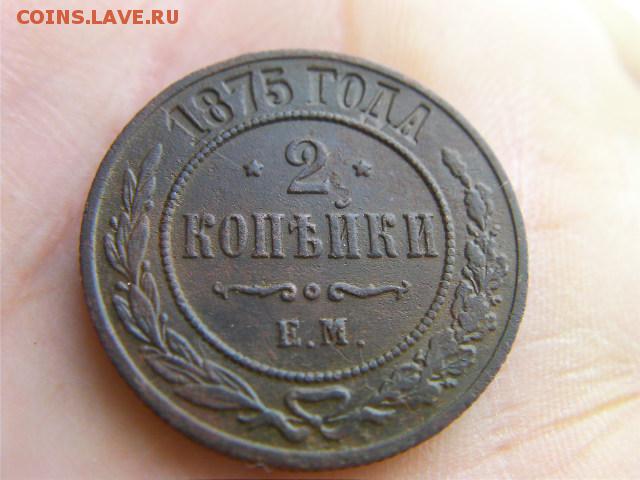 COINS.LAVE.RU
1875 ГОДА
2
КОПѢЙКИ
Е.М.